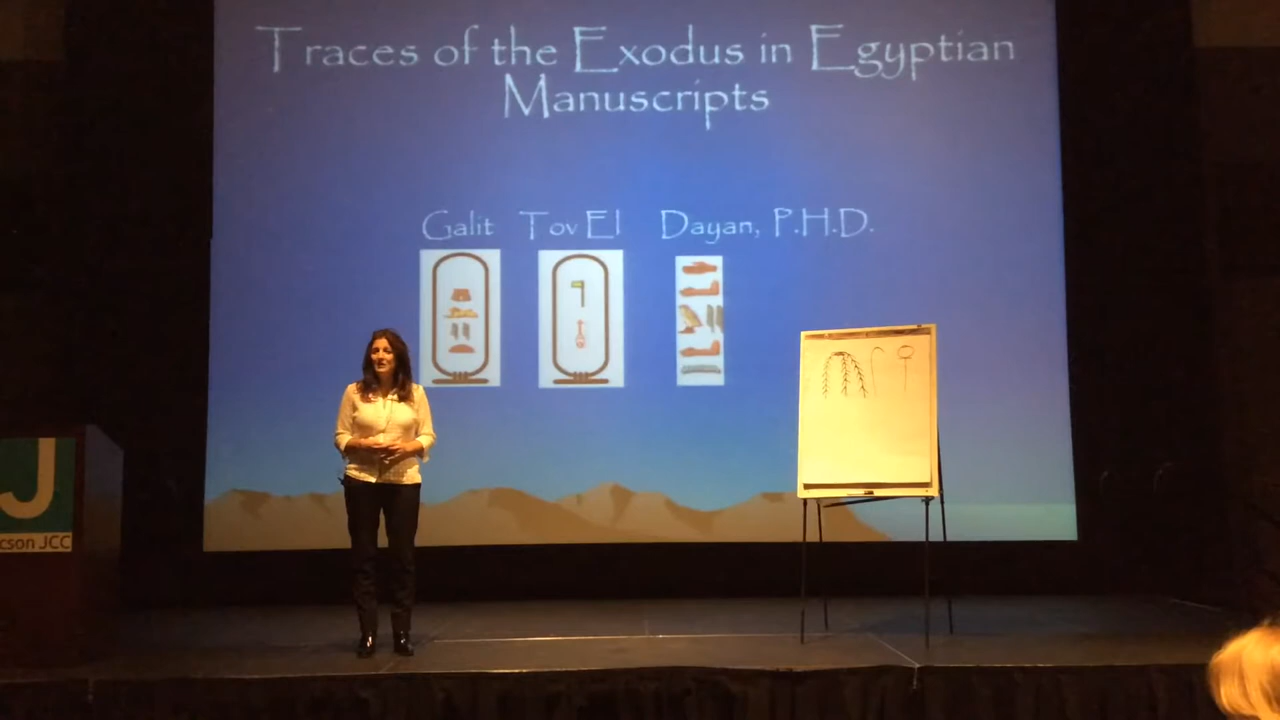 Traces of the Exodus in Egyptian
Manuscripts
Galit Tov El Dayan, P.H.D.
J
cson JCC